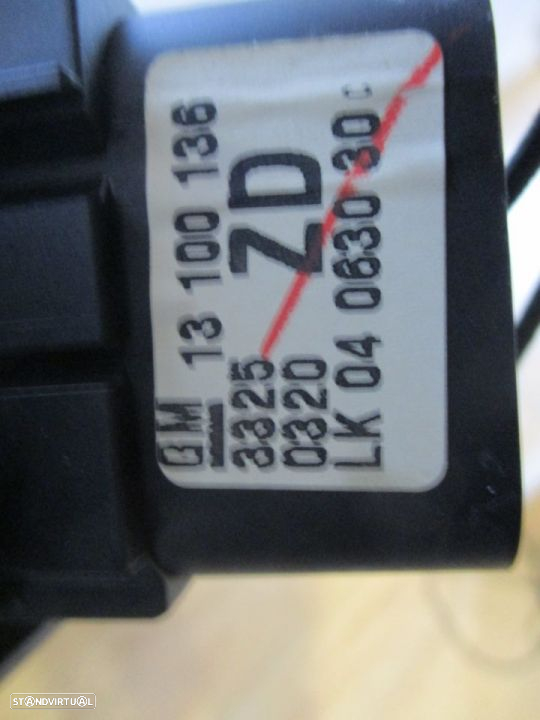 GM 13 100 136
3325 ZD
0320
LK 04 0630 30 C
STANDVIRTUAL